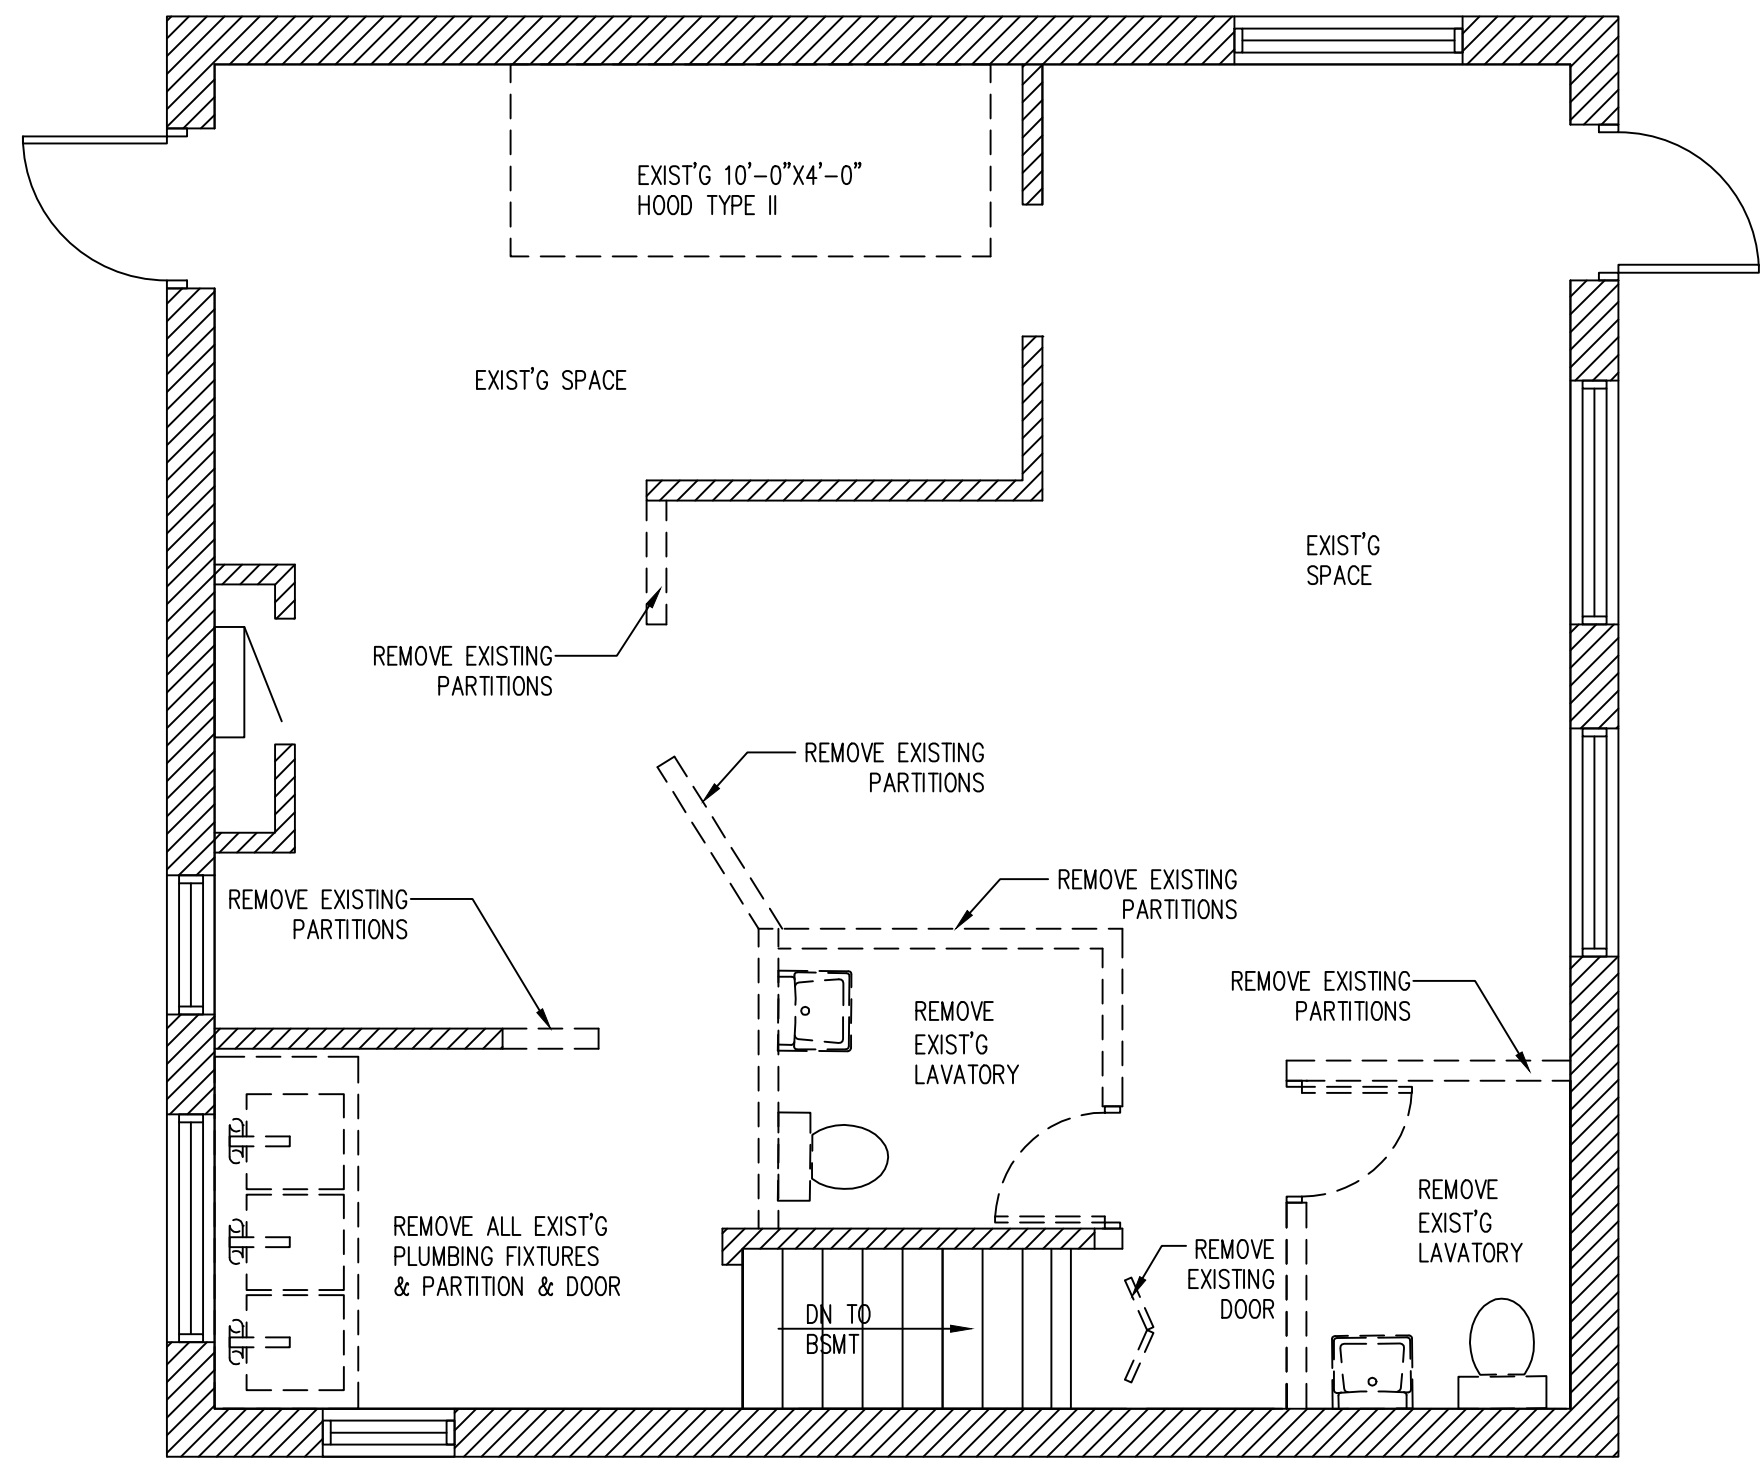 EXIST'G 10'-0"X4'-0"
HOOD TYPE II
EXIST'G SPACE
EXIST'G
SPACE
REMOVE EXISTING
PARTITIONS
REMOVE EXISTING
PARTITIONS
REMOVE EXISTING
PARTITIONS
REMOVE EXISTING
PARTITIONS
REMOVE EXISTING
PARTITIONS
REMOVE
EXIST'G
LAVATORY
REMOVE
EXIST'G
LAVATORY
REMOVE ALL EXIST'G
PLUMBING FIXTURES
& PARTITION & DOOR
REMOVE
EXISTING
DOOR
DN TO
BSMT